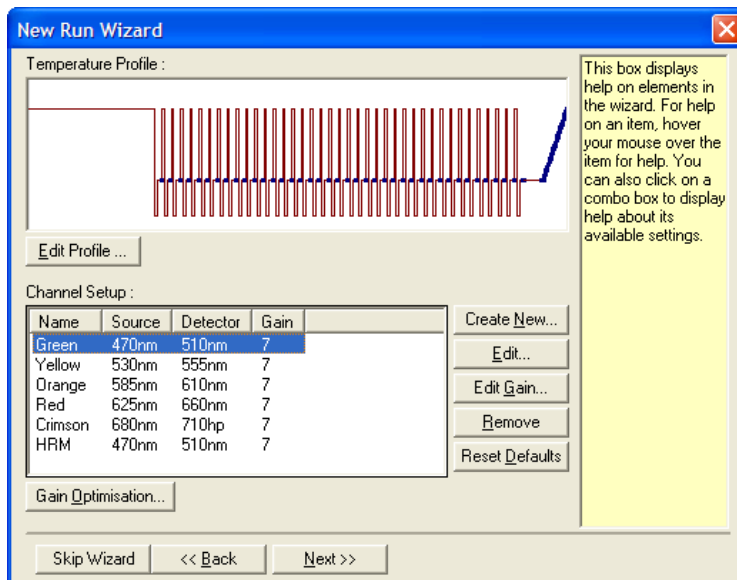 New Run Wizard
Temperature Profile :
Edit Profile ...
Channel Setup :
Name Source Detector Gain
Green 470nm 510nm 7
Yellow 530nm 555nm 7
Orange 585nm 610nm 7
Red 625nm 660nm 7
Crimson 680nm 710hp 7
HRM 470nm 510nm 7
Create New...
Edit...
Edit Gain...
Remove
Reset Defaults
Gain Optimisation...
This box displays
help on elements in
the wizard. For help
on an item, hover
your mouse over the
item for help. You
can also click on a
combo box to display
help about its
available settings.
Skip Wizard << Back Next >>